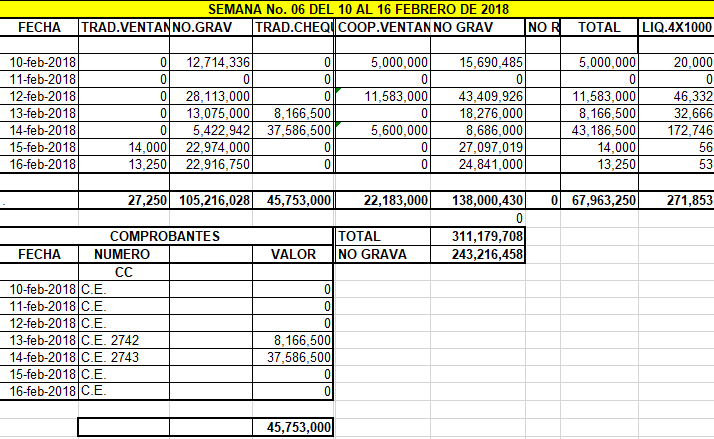 SEMANA No. 06 DEL 10 AL 16 FEBRERO DE 2018
FECHA TRAD.VENTAN NO.GRAV TRAD.CHEQU COOP.VENTAN NO GRAV NO R TOTAL LIQ.4X1000
10-feb-2018 0 12,714,336 0 5,000,000 15,690,485 5,000,000 20,000
11-feb-2018 0 0 0 0 0 0 0
12-feb-2018 0 28,113,000 0 11,583,000 43,409,926 11,583,000 46,332
13-feb-2018 0 13,075,000 8,166,500 0 18,276,000 8,166,500 32,666
14-feb-2018 0 5,422,942 37,586,500 5,600,000 8,686,000 43,186,500 172,746
15-feb-2018 14,000 22,974,000 0 0 27,097,019 14,000 56
16-feb-2018 13,250 22,916,750 0 0 24,841,000 13,250 53
. 27,250 105,216,028 45,753,000 22,183,000 138,000,430 0 67,963,250 271,853
0
COMPROBANTES TOTAL 311,179,708
FECHA NUMERO VALOR NO GRAVA 243,216,458
CC
10-feb-2018 C.E. 0
11-feb-2018 C.E. 0
12-feb-2018 C.E. 0
13-feb-2018 C.E. 2742 8,166,500
14-feb-2018 C.E. 2743 37,586,500
15-feb-2018 C.E. 0
16-feb-2018 C.E. 0
45,753,000